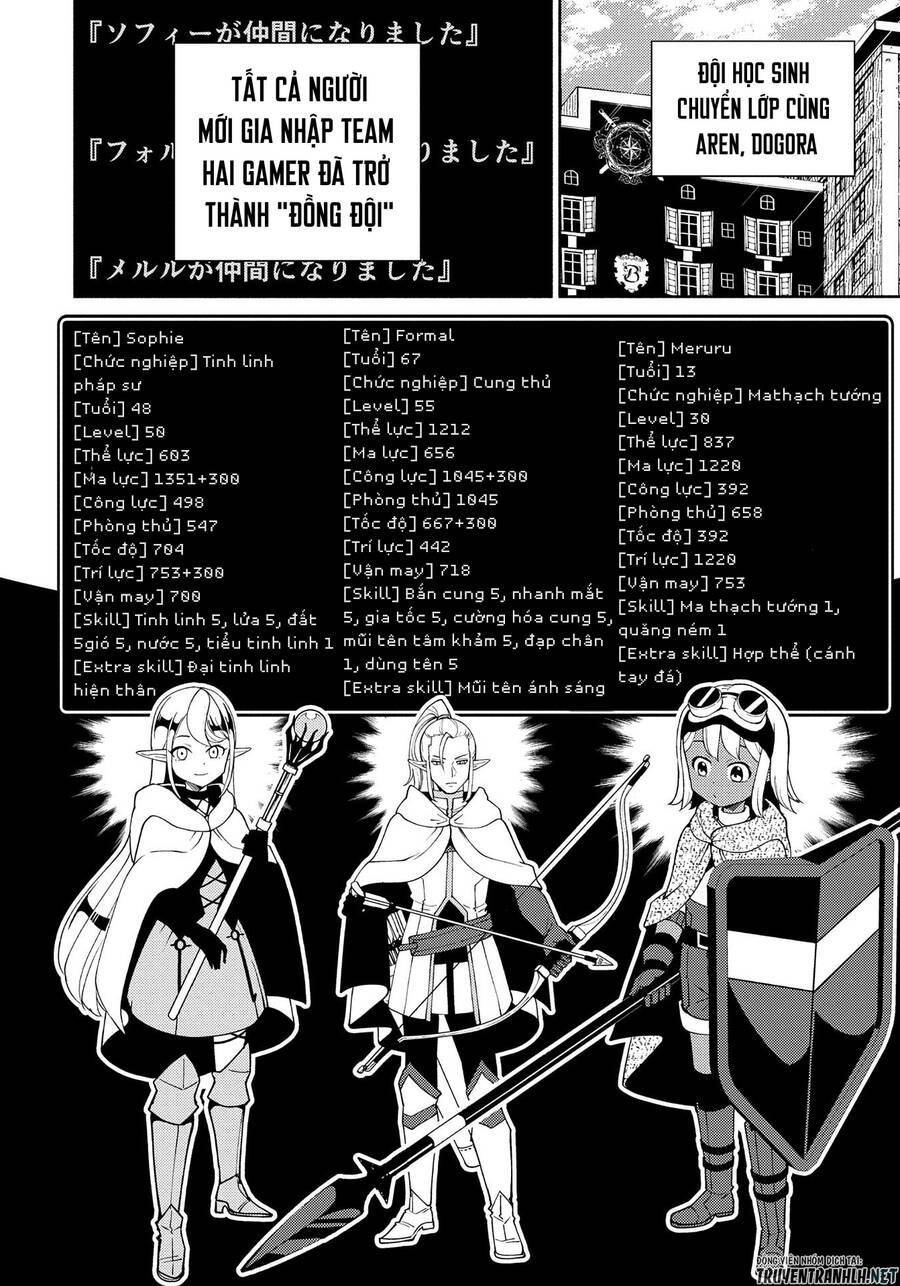 ĐỘI HỌC SINH
CHUYỂN LỚP CÙNG
AREN, DOGORA
『ソフィーが仲間になりました』
『フォル
りました』
『メルルが仲間になりました』
TẤT CẢ NGƯỜI
MỚI GIA NHẬP TEAM
HAI GAMER ĐÃ TRỞ
THÀNH "ĐỒNG ĐỘI"
B
[Tên] Sophie
[Chức nghiệp] Tinh linh
pháp sư
[Tuổi] 48
[Level] 50
[Thể lực] 603
[Ma lực] 1351+300
[Công lực] 498
[Phòng thủ] 547
[Tốc độ] 704
[Trí lực] 753+300
[Vận may] 700
[Skill] Tinh linh 5, lửa 5, đất
5gió 5, nước 5, tiểu tinh linh 1
[Extra skill] Đại tinh linh
hiện thân
[Tên] Formal
[Tuổi] 67
[Chức nghiệp] Cung thủ
[Level] 55
[Thể lực] 1212
[Ma lực] 656
[Công lực] 1045+300
[Phòng thủ] 1045
[Tốc độ] 667+300
[Trí lực] 442
[Vận may] 718
[Skill] Bắn cung 5, nhanh mắt
5, gia tốc 5, cường hóa cung 5,
mũi tên tâm khảm 5, đạp chân
1, dùng tên 5
[Extra skill] Mũi tên ánh sáng
[Tên] Meruru
[Tuổi] 13
[Chức nghiệp] Mathạch tướng
[Level] 30
[Thể lực] 837
[Ma lực] 1220
[Công lực] 392
[Phòng thủ] 658
[Tốc độ] 392
[Trí lực] 1220
[Vận may] 753
[Skill] Ma thạch tướng 1,
quăng ném 1
[Extra skill] Hợp thể (cánh
tay đá)
ĐỘNG VIÊN NHÓM DỊCH TẠI:
TRUYENTRANHLH.NET